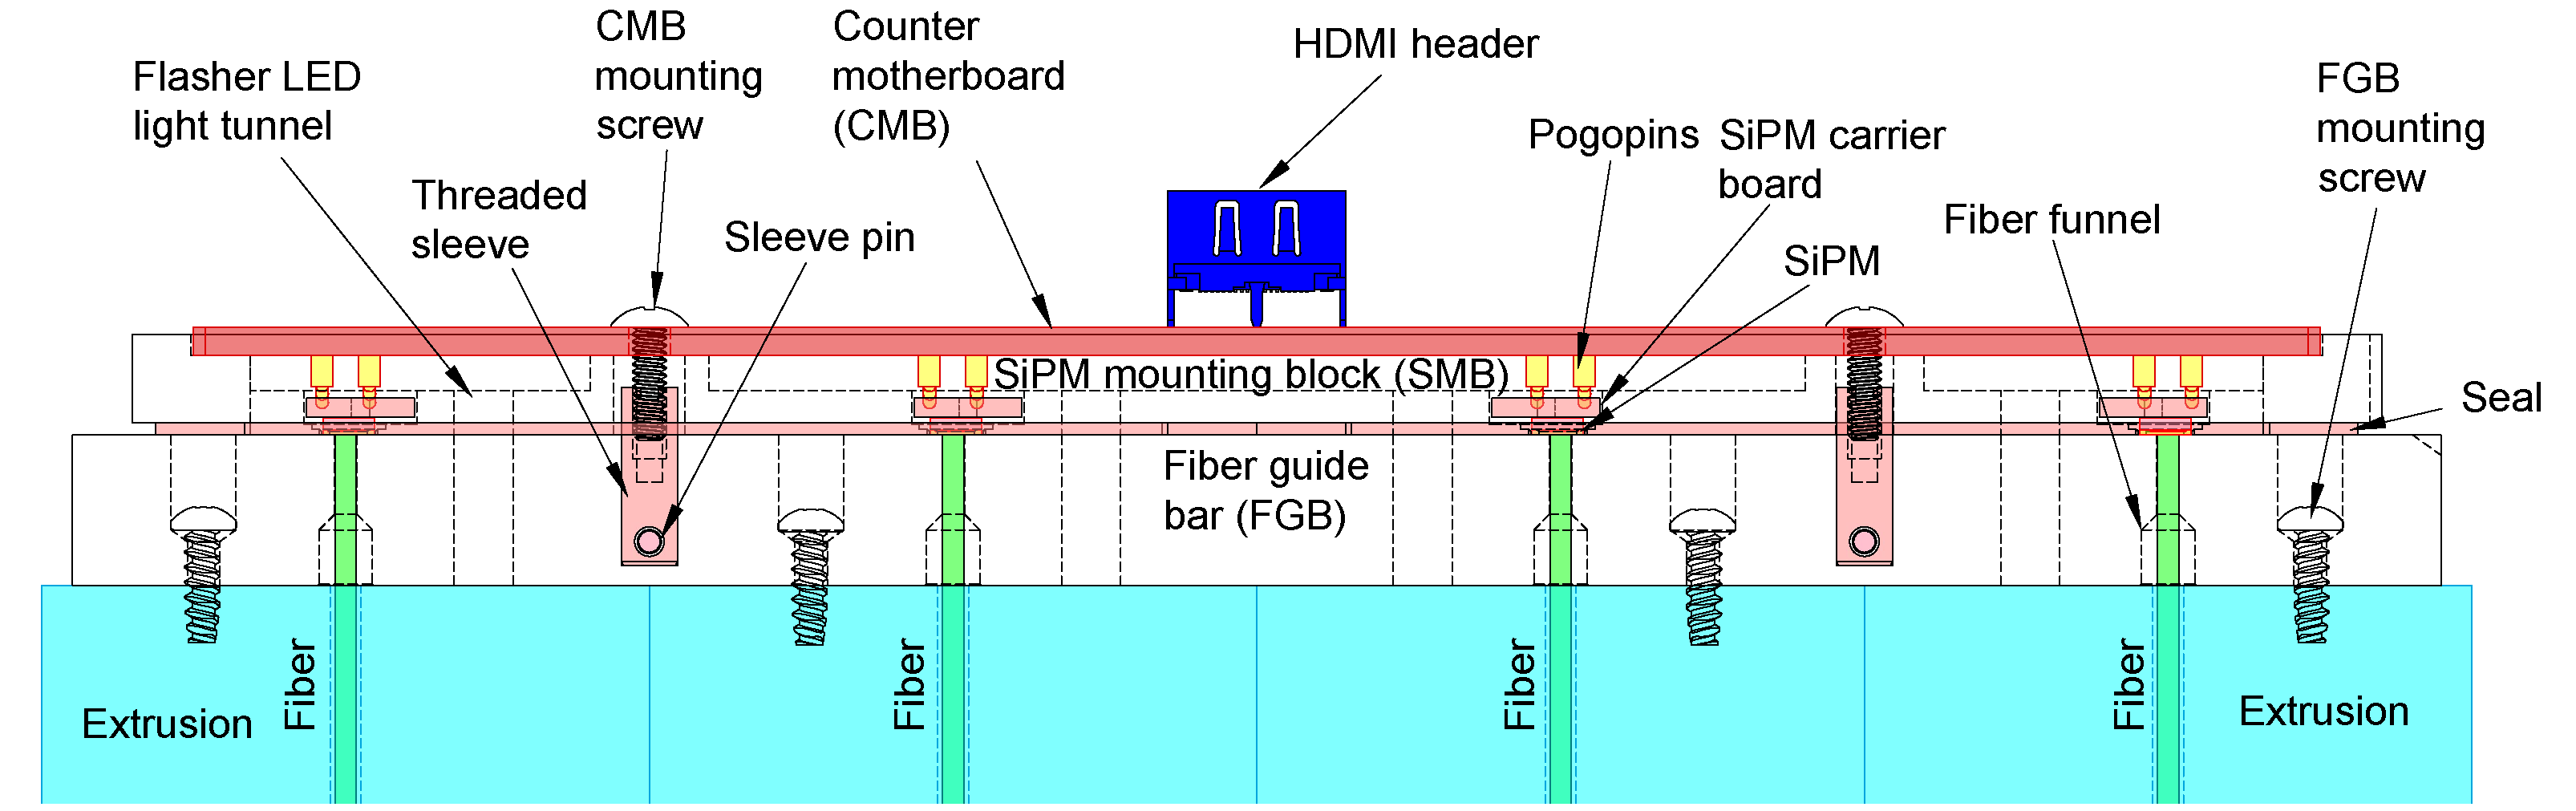 Flasher LED
light tunnel
Threaded
sleeve
CMB
mounting
screw
Sleeve pin
Counter
motherboard
(CMB)
HDMI header
Pogopins
SiPM carrier
board
SiPM
Fiber funnel
FGB
mounting
screw
Seal
SiPM mounting block (SMB)
Fiber guide
bar (FGB)
Extrusion
Fiber
Fiber
Fiber
Fiber
Extrusion